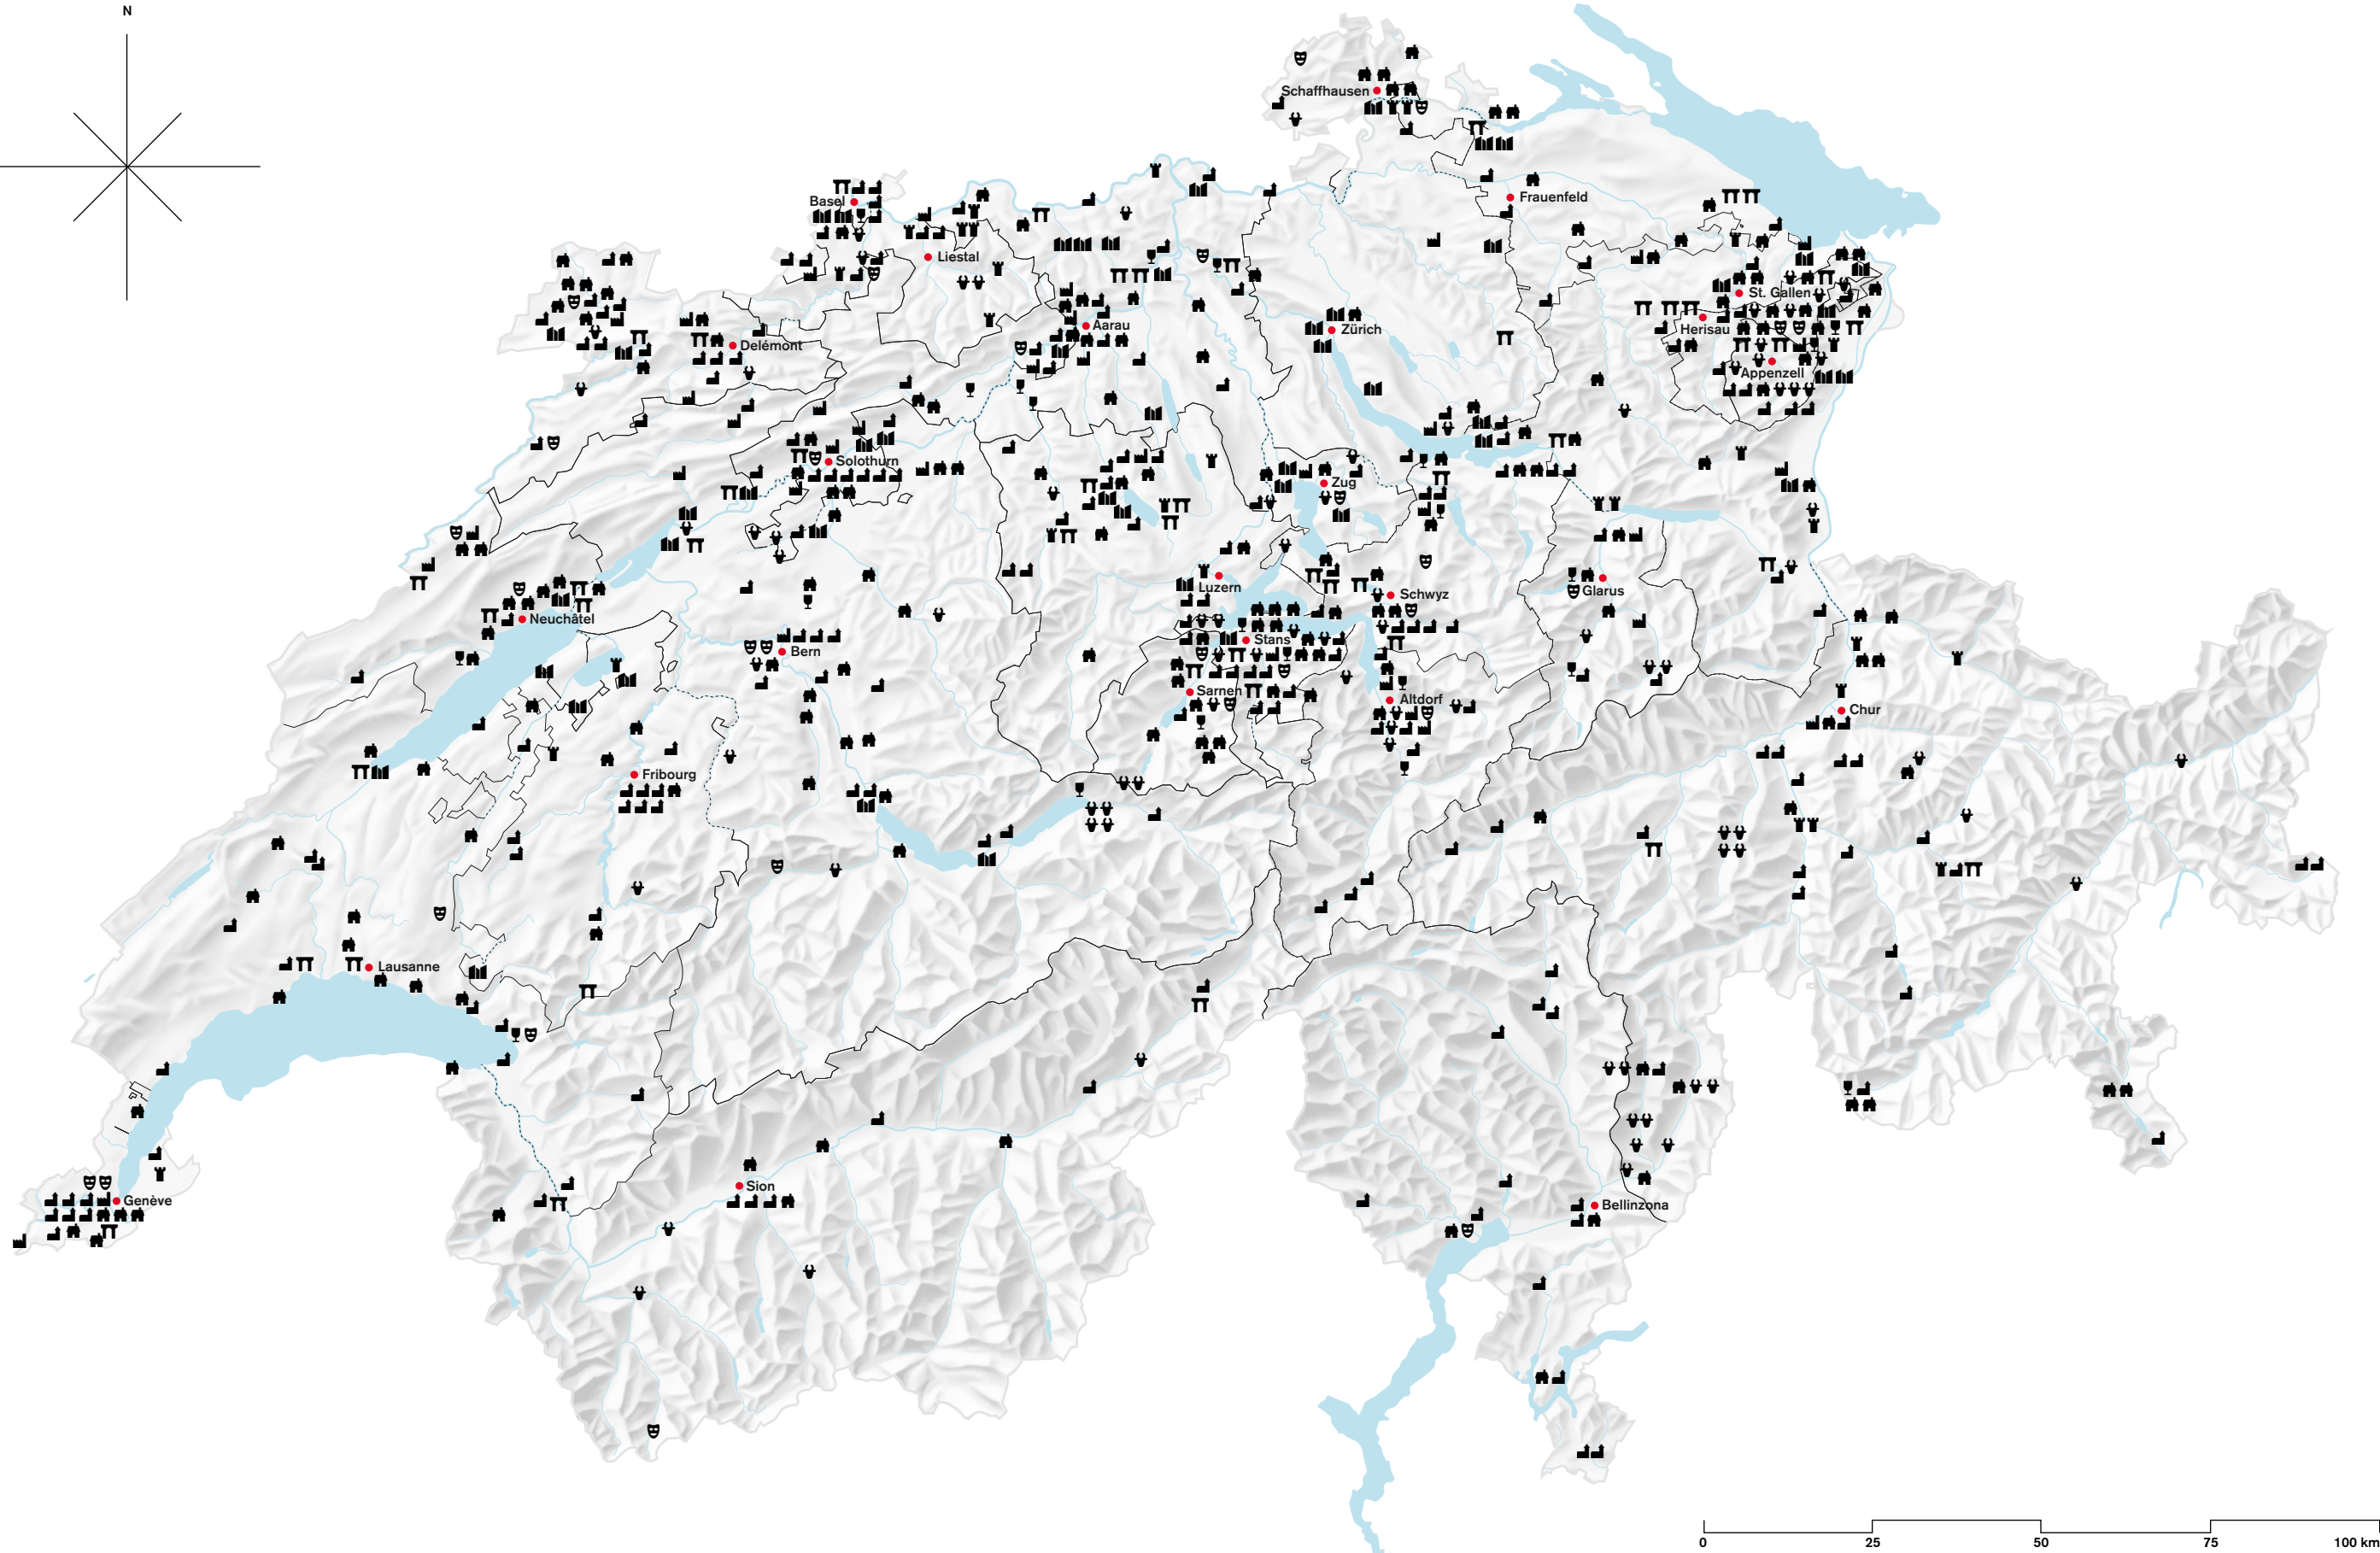 N
Schaffhausen
Basel
Frauenfeld
Liestal
St. Gallen
Aarau
Zürich
Herisau
Delémont
Appenzell
Solothurn
Zug
Luzern
Schwyz
Glarus
Neuchâtel
Stans
Bern
Sarnen
Altdorf
Chur
Fribourg
Lausanne
Sion
Genève
Bellinzona
0 25 50 75 100 km